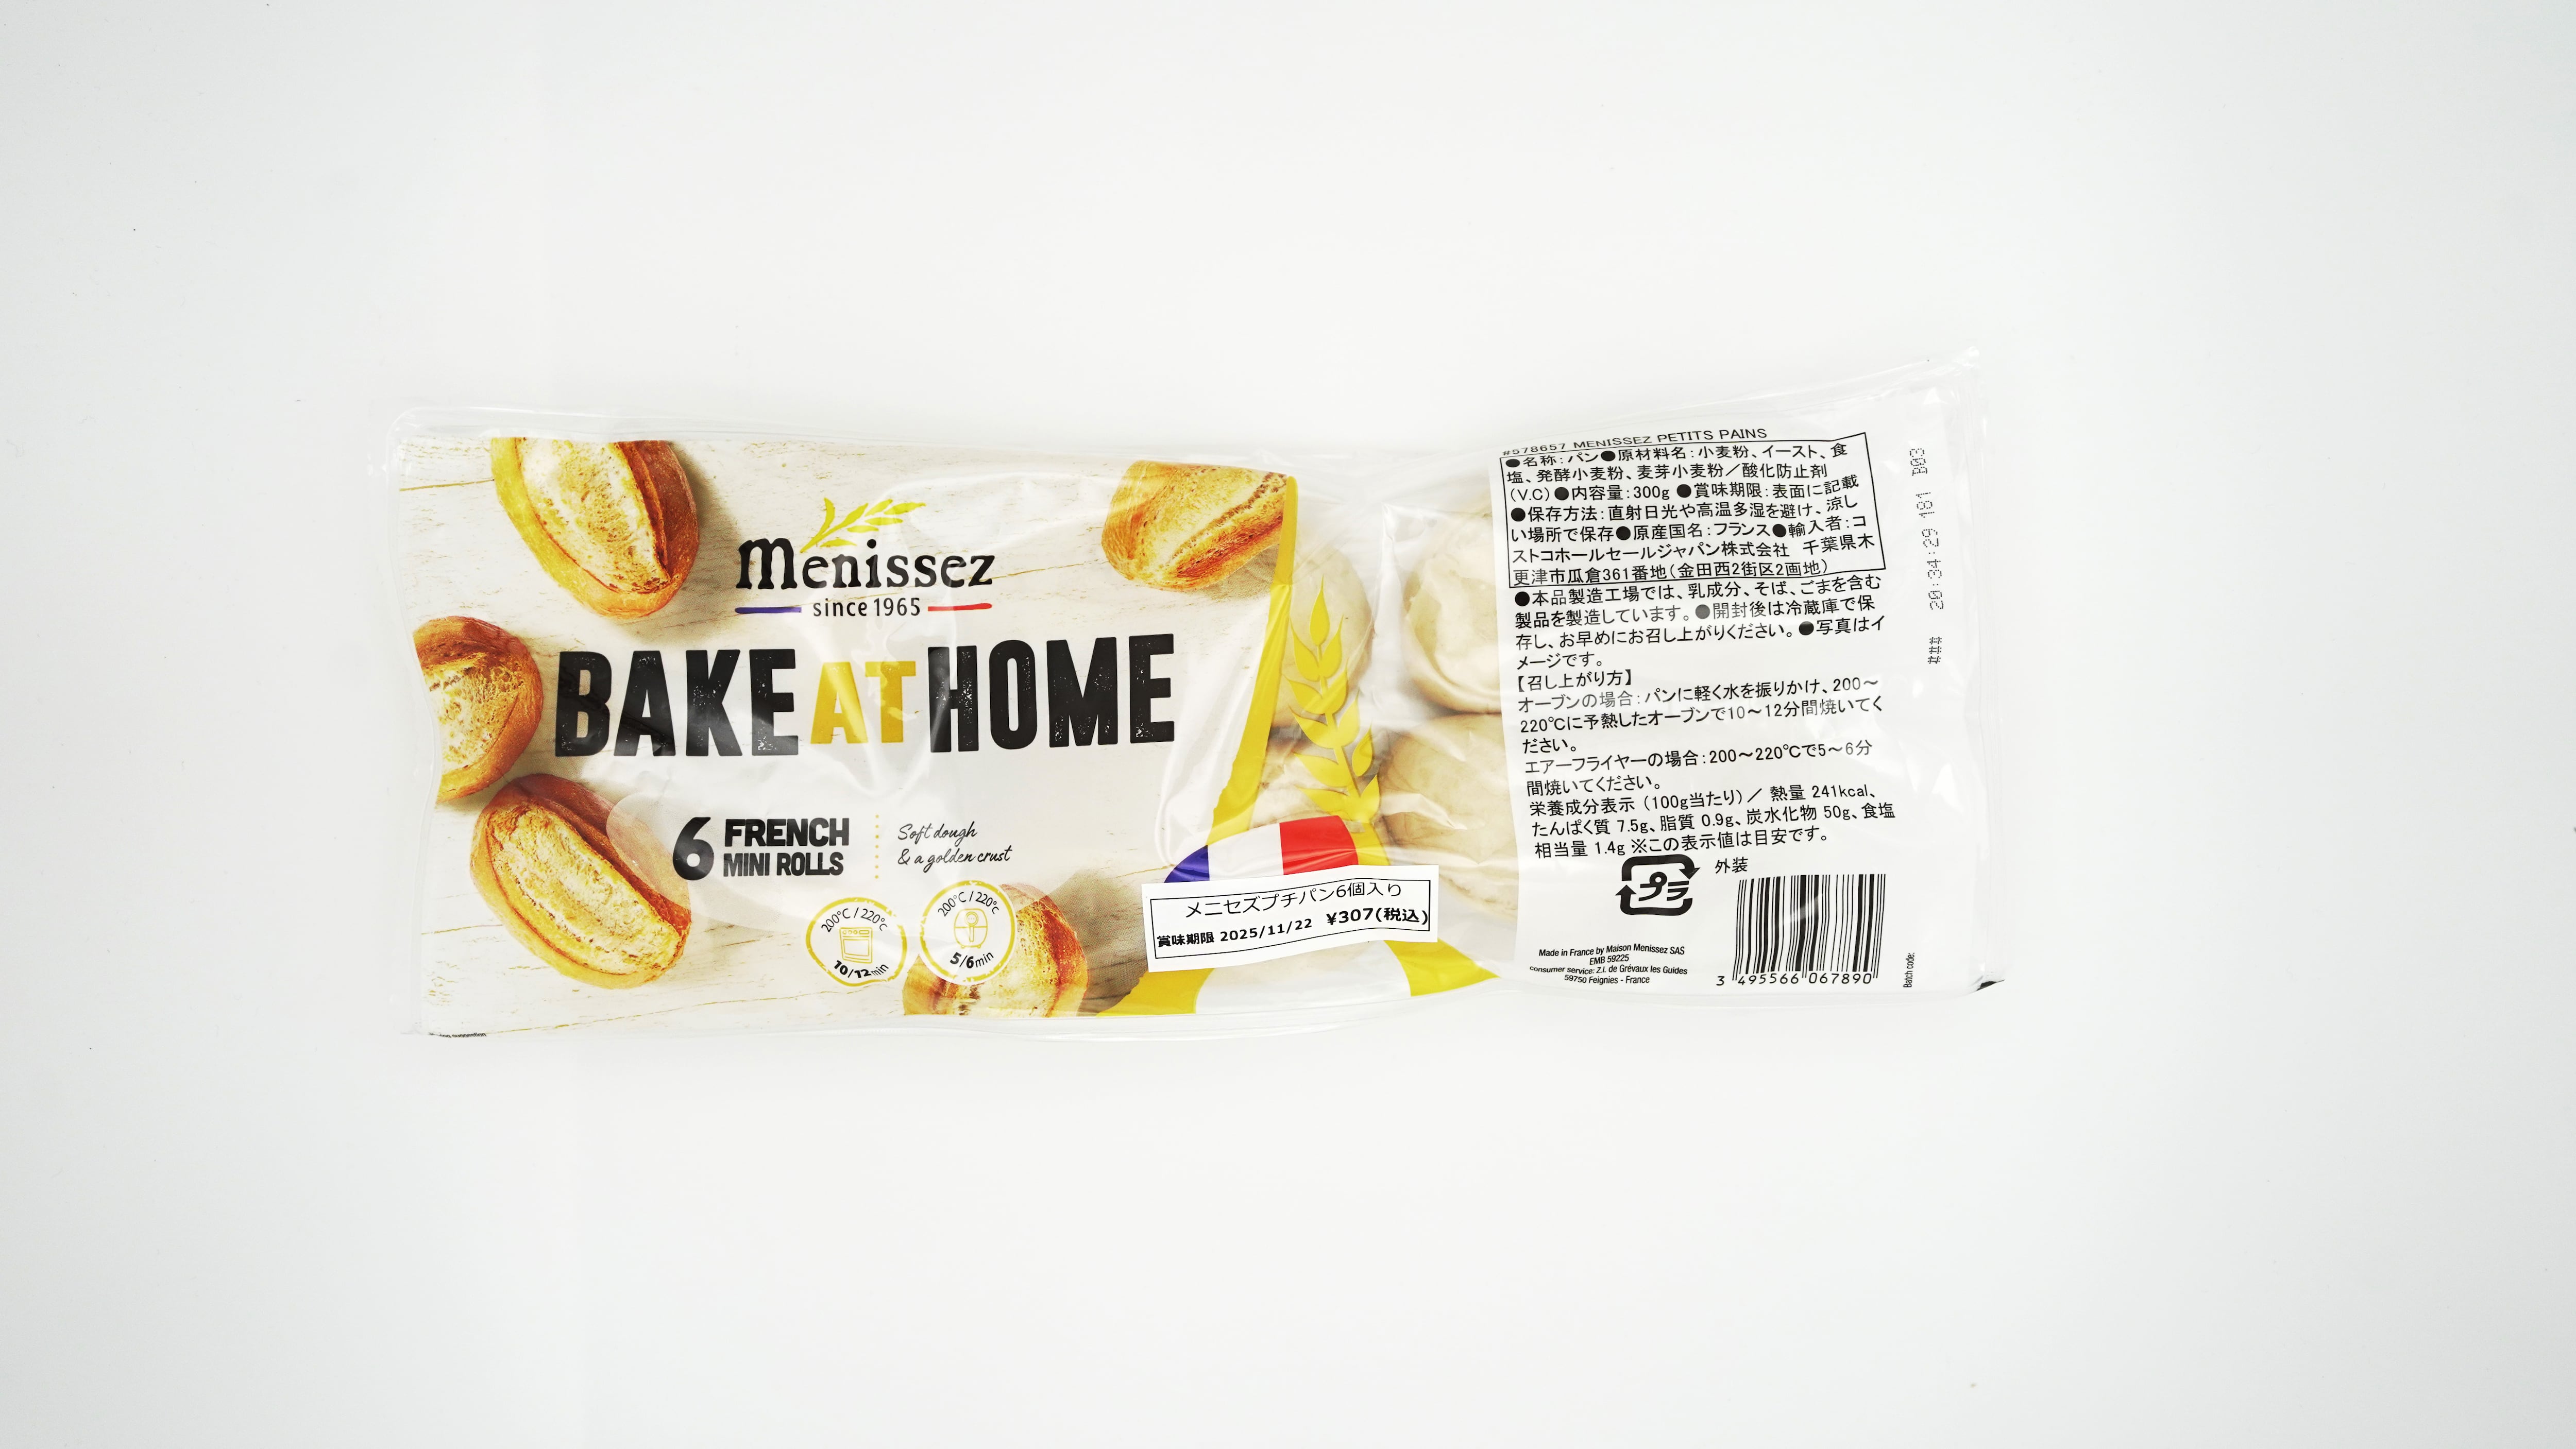 menissez
since 1965
BAKE AT HOME
6 FRENCH
MINI ROLLS
Soft dough
& a golden crust
200°C / 220°C
10/12min
200°C / 220°C
5/6min
メニセズプチパン6個入り
賞味期限 2025/11/22 ¥307(税込)
#578657 MENISSEZ PETITS PAINS
●名称:パン●原材料名:小麦粉、イースト、食
塩、発酵小麦粉、麦芽小麦粉／酸化防止剤
(V.C)●内容量:300g ●賞味期限:表面に記載
●保存方法:直射日光や高温多湿を避け、涼し
い場所で保存●原産国名:フランス●輸入者:コ
ストコホールセールジャパン株式会社 千葉県木
更津市瓜倉361番地(金田西2街区2画地)
●本品製造工場では、乳成分、そば、ごまを含む
製品を製造しています。●開封後は冷蔵庫で保
存し、お早めにお召し上がりください。●写真はイ
メージです。
【召し上がり方】
オーブンの場合:パンに軽く水を振りかけ、200～
220℃に予熱したオーブンで10～12分間焼いてく
ださい。
エアーフライヤーの場合:200～220℃で5～6分
間焼いてください。
栄養成分表示 (100g当たり)／ 熱量 241kcal、
たんぱく質 7.5g、脂質 0.9g、炭水化物 50g、食塩
相当量 1.4g ※この表示値は目安です。
プラ
外装
Made in France by Maison Menissez SAS
EMB 59225
consumer service: Z.I. de Grévaux les Guides
59750 Feignies - France
3 495566 067890
Batch code:
### 20:34:29 181 B03